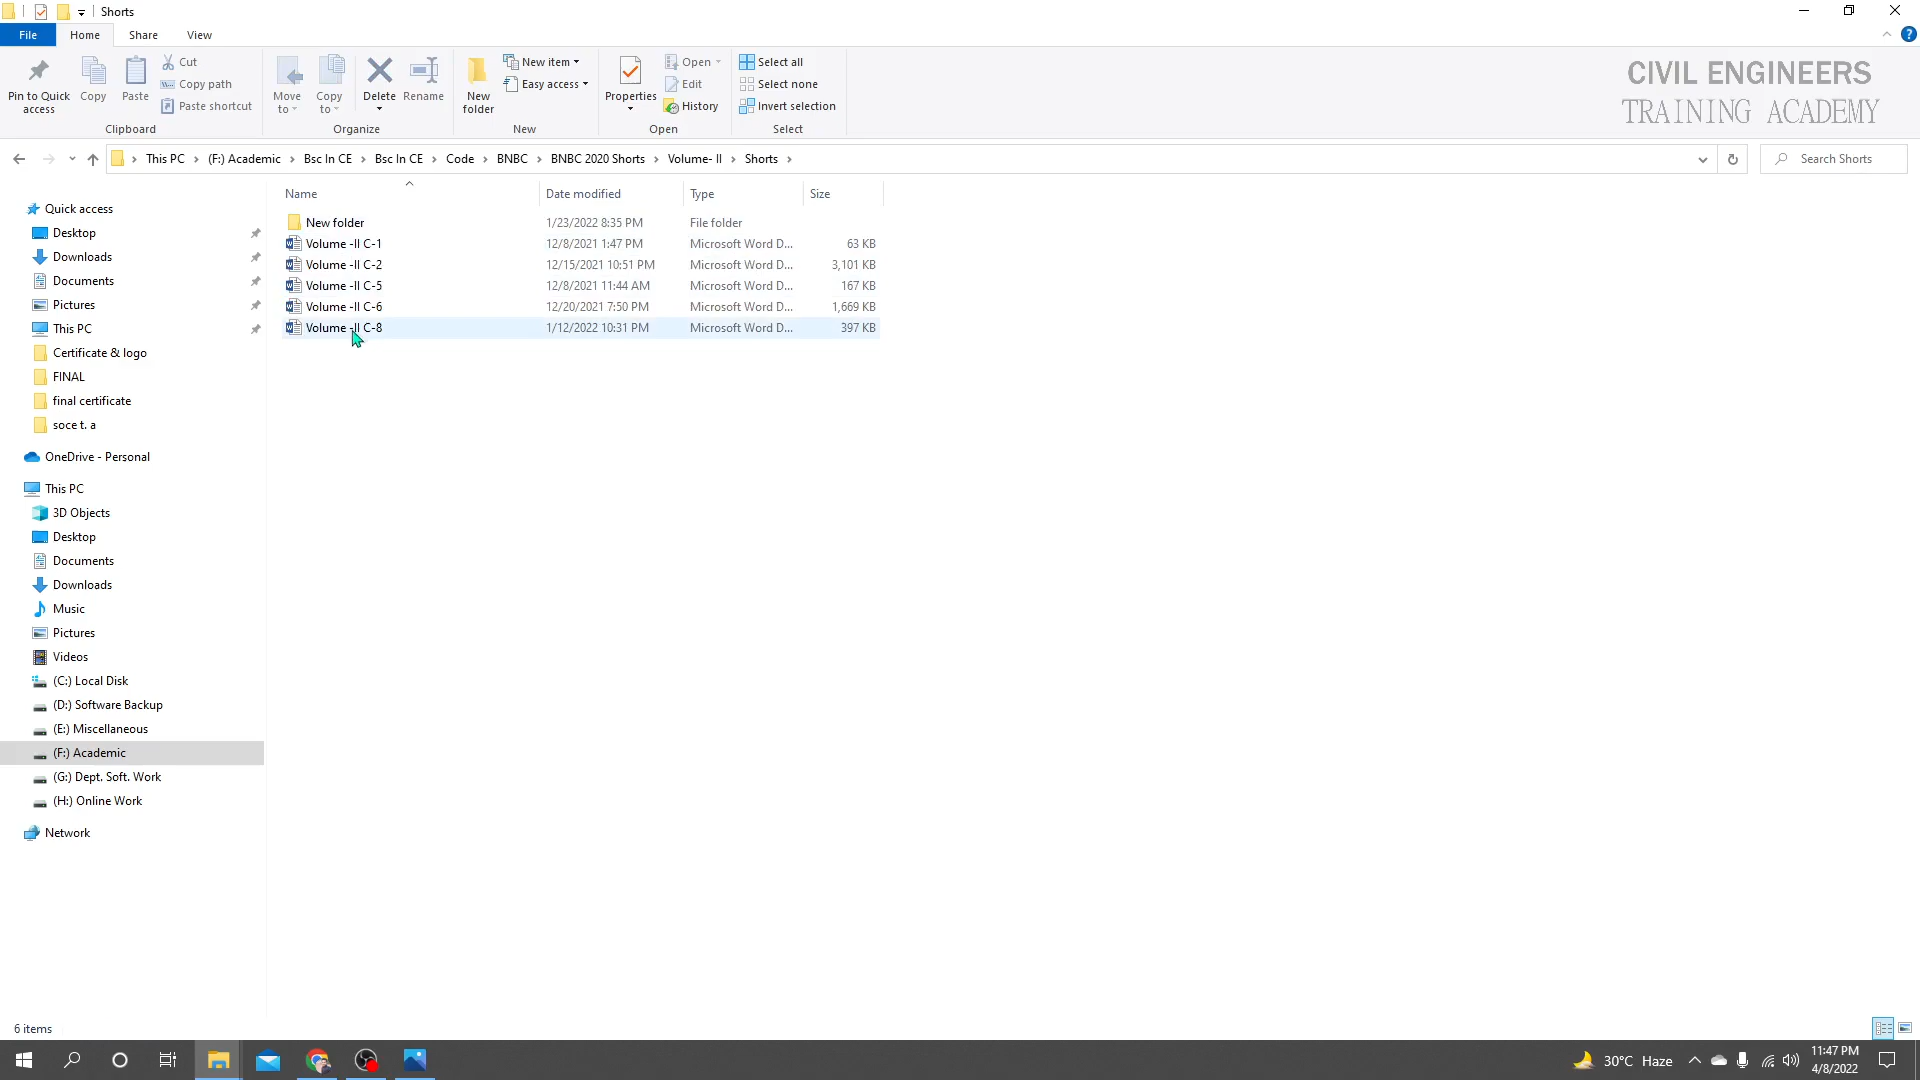 Shorts
File Home Share View
Pin to Quick access
Copy
Paste
Cut
Copy path
Paste shortcut
Clipboard
Move to
Copy to
Delete
Rename
Organize
New folder
New item
Easy access
New
Properties
Open
Edit
History
Open
Select all
Select none
Invert selection
Select
CIVIL ENGINEERS
TRAINING ACADEMY
This PC > (F:) Academic > Bsc In CE > Bsc In CE > Code > BNBC > BNBC 2020 Shorts > Volume- II > Shorts >
Search Shorts
Quick access
Desktop
Downloads
Documents
Pictures
This PC
Certificate & logo
FINAL
final certificate
soce t. a
OneDrive - Personal
This PC
3D Objects
Desktop
Documents
Downloads
Music
Pictures
Videos
(C:) Local Disk
(D:) Software Backup
(E:) Miscellaneous
(F:) Academic
(G:) Dept. Soft. Work
(H:) Online Work
Network
Name Date modified Type Size
New folder 1/23/2022 8:35 PM File folder
Volume -II C-1 12/8/2021 1:47 PM Microsoft Word D... 63 KB
Volume -II C-2 12/15/2021 10:51 PM Microsoft Word D... 3,101 KB
Volume -II C-5 12/8/2021 11:44 AM Microsoft Word D... 167 KB
Volume -II C-6 12/20/2021 7:50 PM Microsoft Word D... 1,669 KB
Volume -II C-8 1/12/2022 10:31 PM Microsoft Word D... 397 KB
6 items
30°C Haze
11:47 PM
4/8/2022